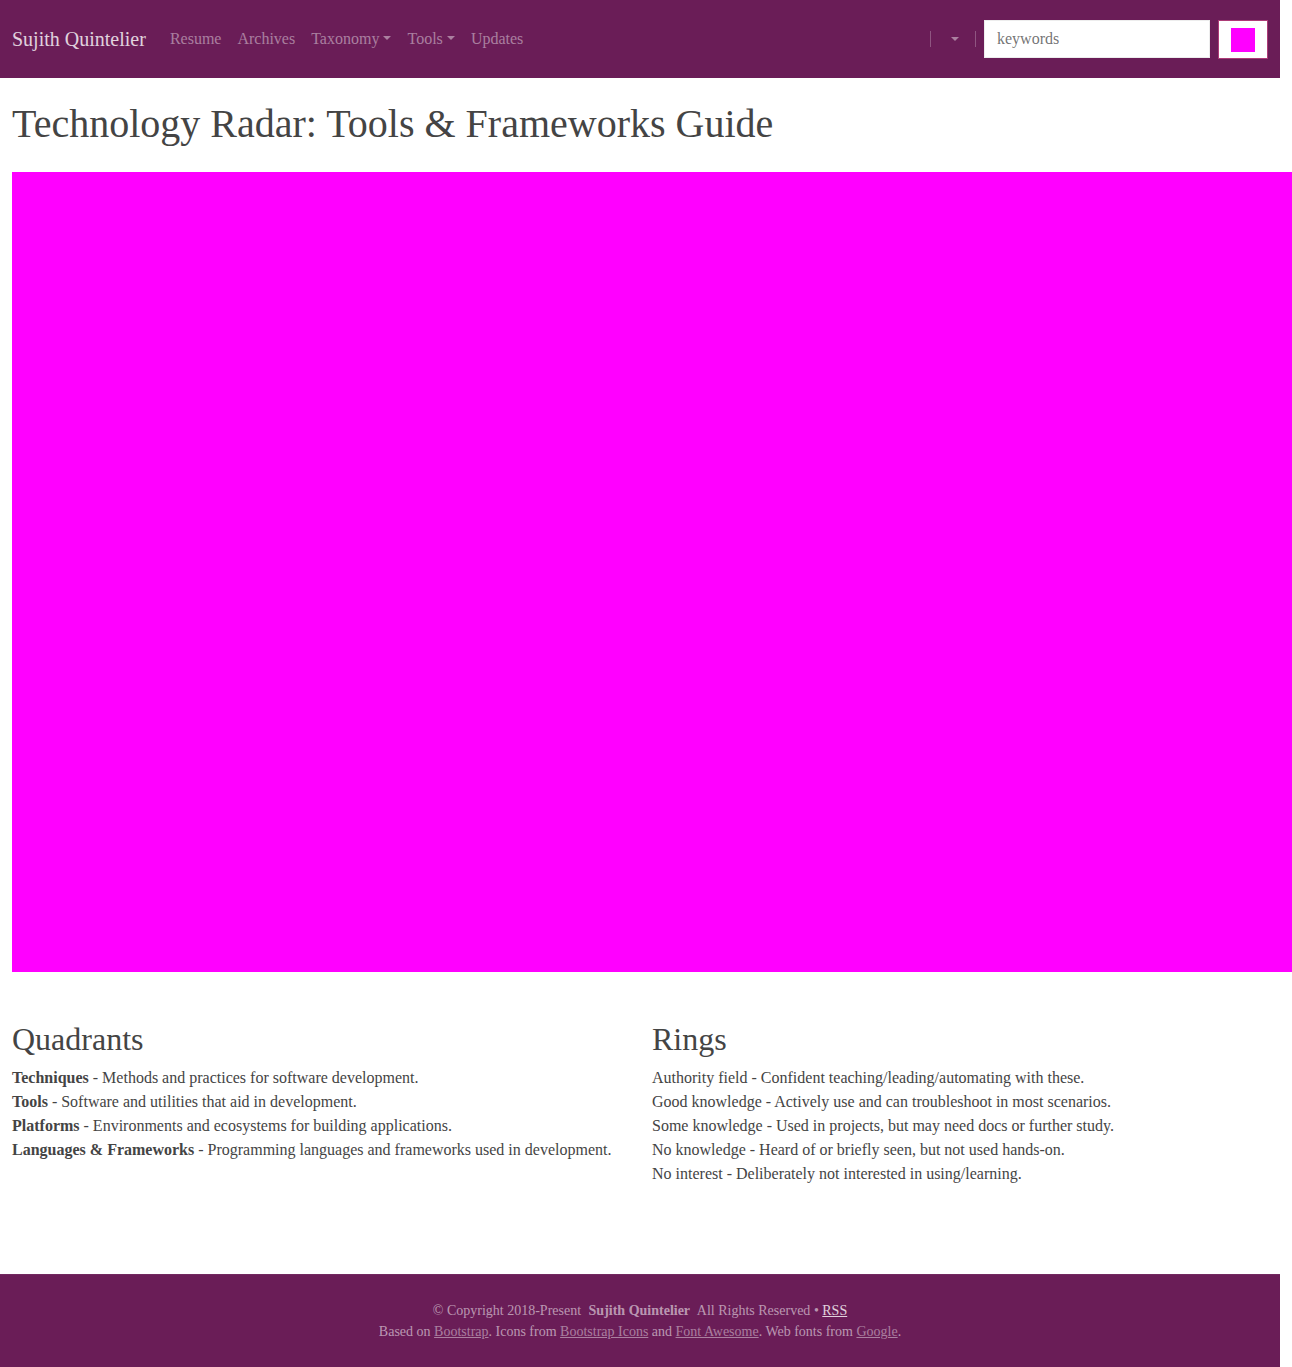 Sujith Quintelier Resume Archives Taxonomy Tools Updates keywords
Technology Radar: Tools & Frameworks Guide
Quadrants
Techniques - Methods and practices for software development.
Tools - Software and utilities that aid in development.
Platforms - Environments and ecosystems for building applications.
Languages & Frameworks - Programming languages and frameworks used in development.
Rings
Authority field - Confident teaching/leading/automating with these.
Good knowledge - Actively use and can troubleshoot in most scenarios.
Some knowledge - Used in projects, but may need docs or further study.
No knowledge - Heard of or briefly seen, but not used hands-on.
No interest - Deliberately not interested in using/learning.
© Copyright 2018-Present Sujith Quintelier All Rights Reserved • RSS
Based on Bootstrap. Icons from Bootstrap Icons and Font Awesome. Web fonts from Google.